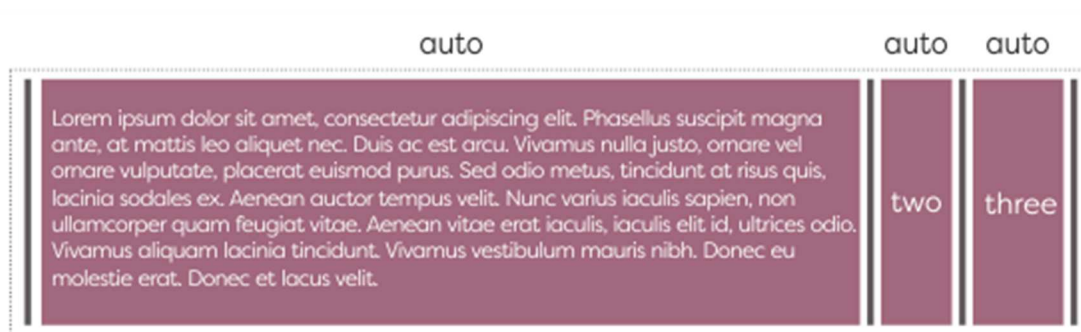 auto auto auto
Lorem ipsum dolor sit amet, consectetur adipiscing elit. Phasellus suscipit magna
ante, at mattis leo aliquet nec. Duis ac est arcu. Vivamus nulla justo, ornare vel
ornare vulputate, placerat euismod purus. Sed odio metus, tincidunt at risus quis,
lacinia sodales ex. Aenean auctor tempus velit. Nunc varius iaculis sapien, non
ullamcorper quam feugiat vitae. Aenean vitae erat iaculis, iaculis elit id, ultrices odio.
Vivamus aliquam lacinia tincidunt. Vivamus vestibulum mauris nibh. Donec eu
molestie erat. Donec et lacus velit.
two
three